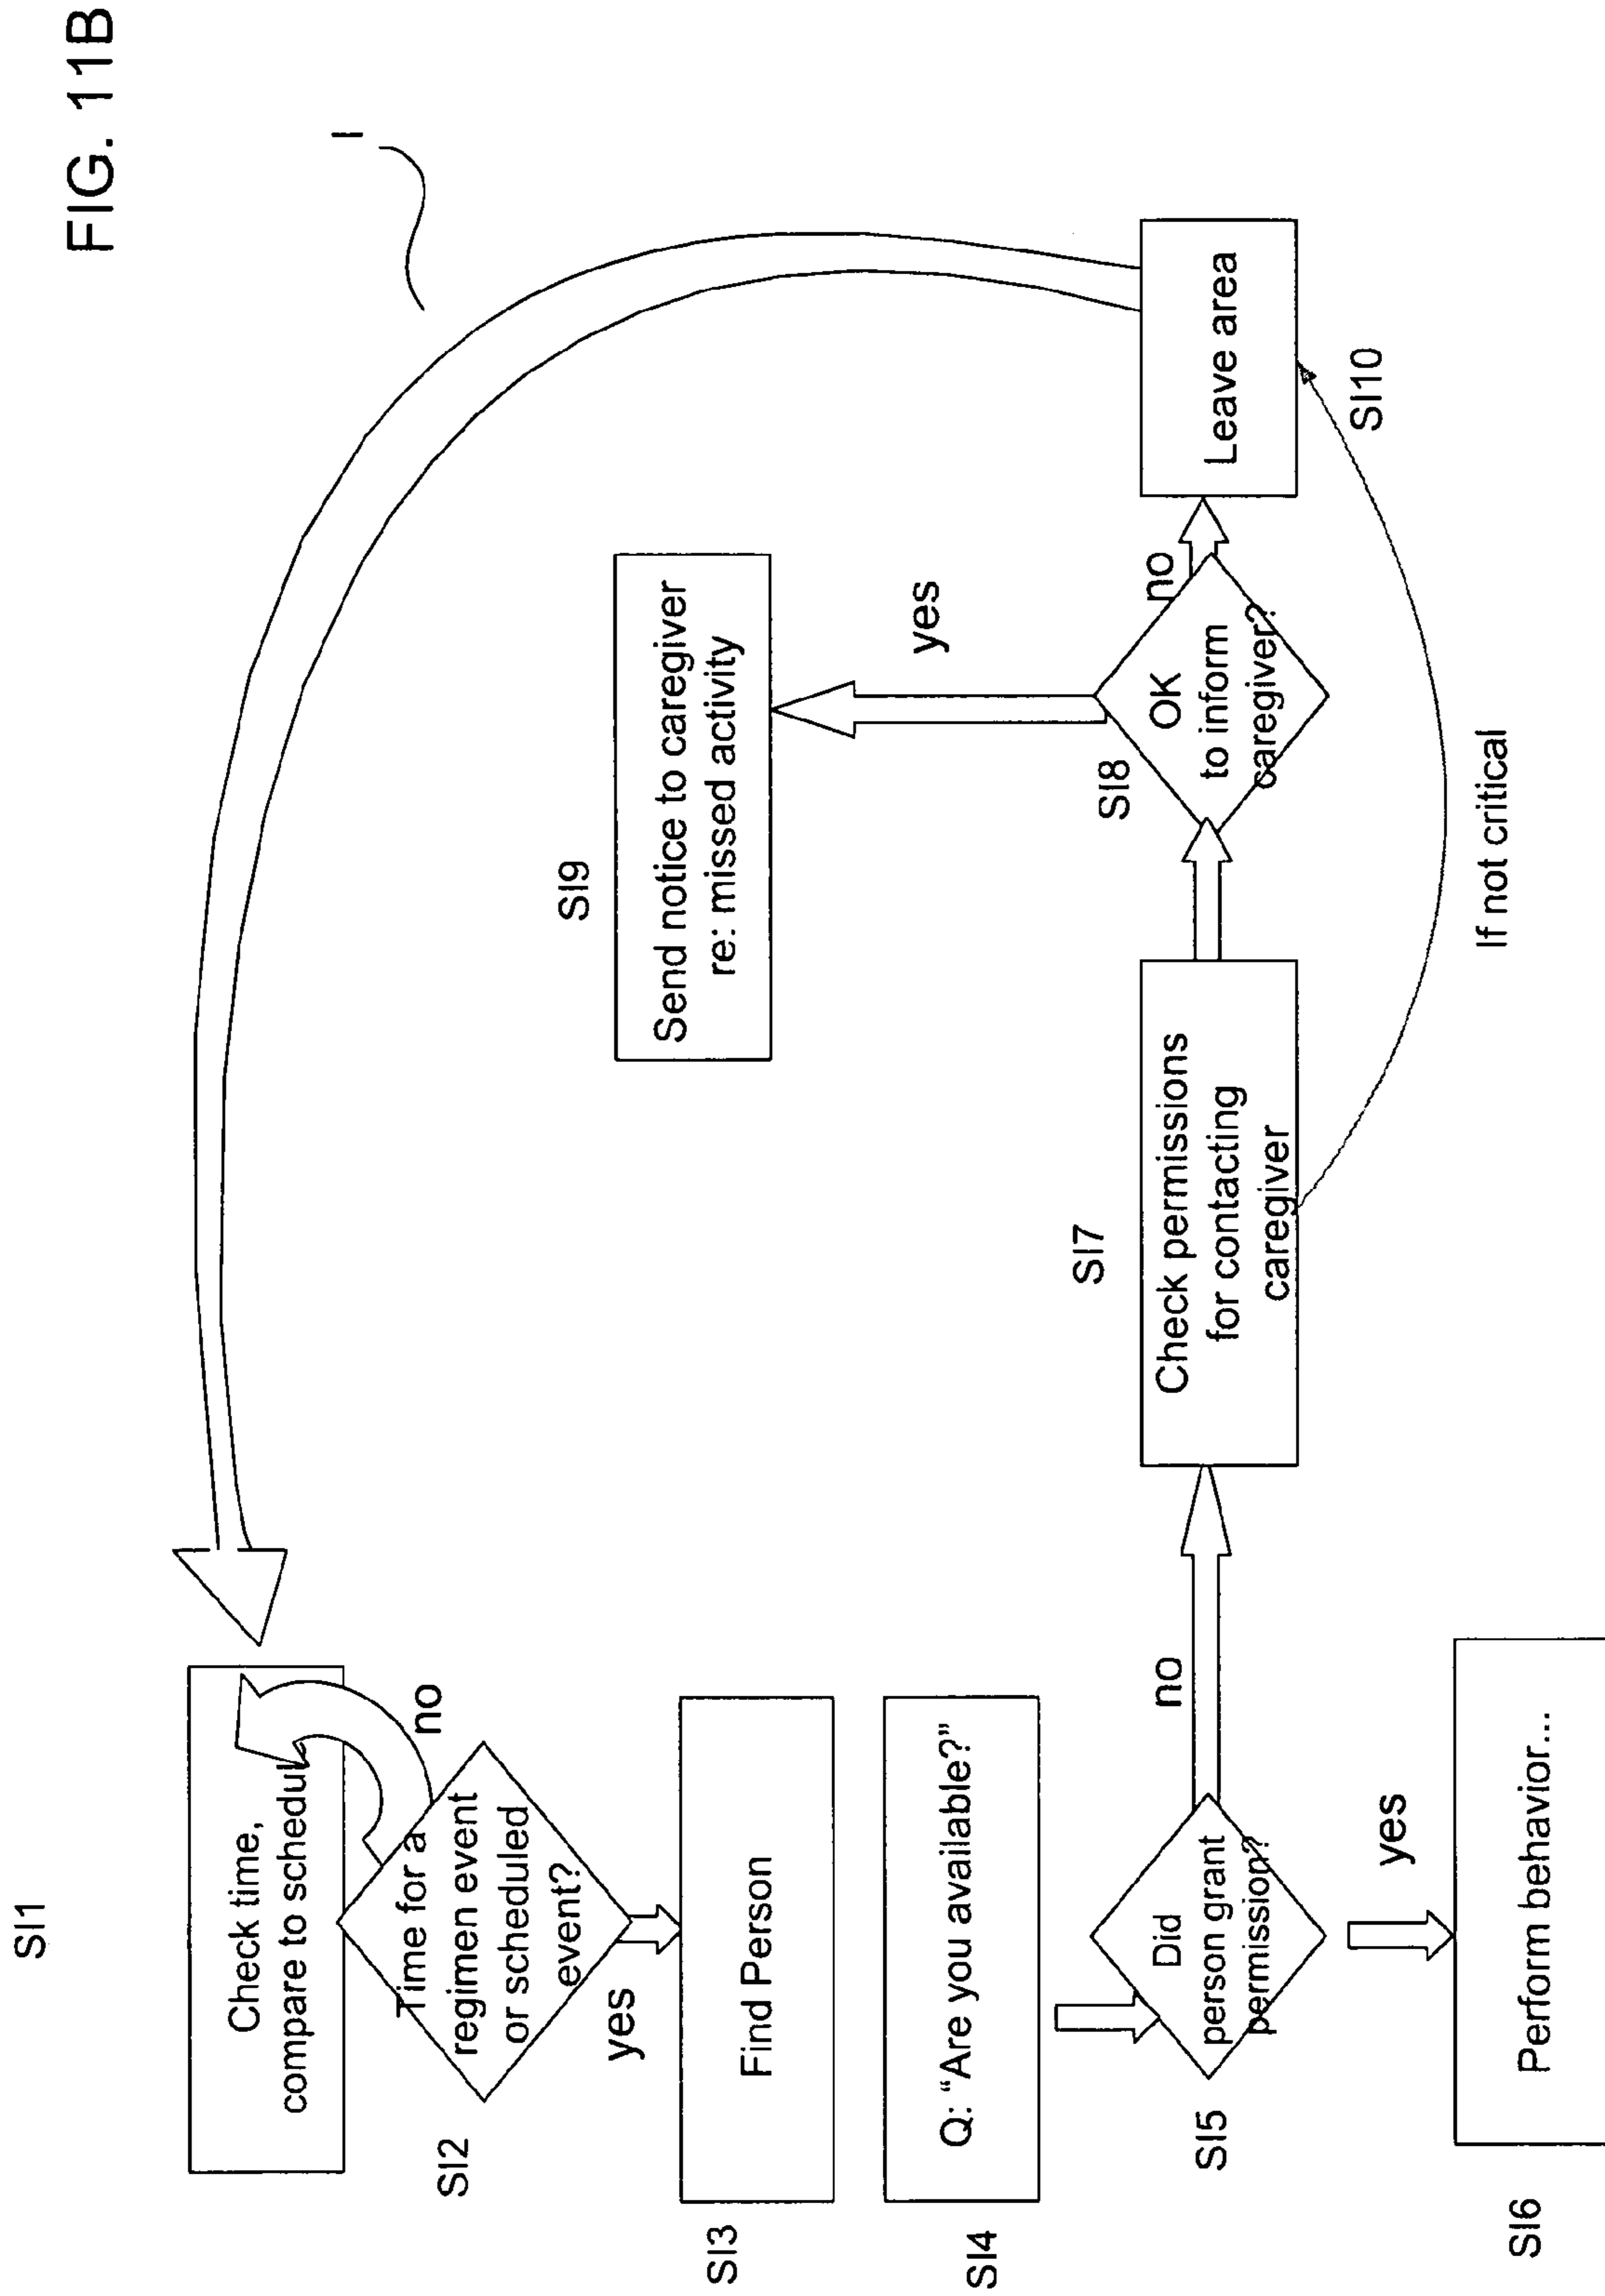 FIG. 11B
I
SI1
Check time,
compare to schedul
no
SI2
Time for a
regimen event
or scheduled
event?
yes
SI3
Find Person
SI4
Q: “Are you available?”
SI5
Did
person grant
permission?
no
yes
SI6
Perform behavior...
SI7
Check permissions
for contacting
caregiver
If not critical
SI8
OK
to inform
caregiver?
yes
no
SI9
Send notice to caregiver
re: missed activity
Leave area
SI10